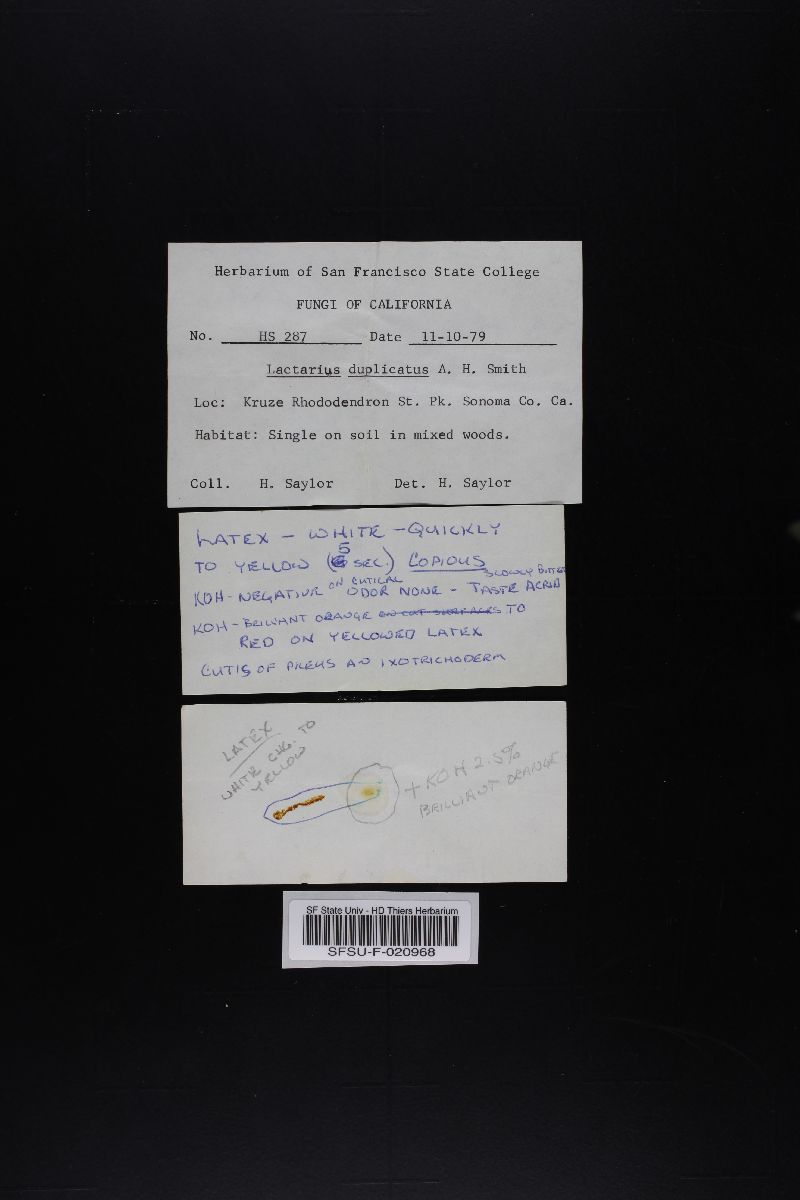 Herbarium of San Francisco State College
FUNGI OF CALIFORNIA
No. HS 287 Date 11-10-79
Lactarius duplicatus A. H. Smith
Loc: Kruze Rhododendron St. Pk. Sonoma Co. Ca.
Habitat: Single on soil in mixed woods.
Coll. H. Saylor Det. H. Saylor
LATEX - WHITE - QUICKLY
TO YELLOW (5 SEC.) COPIOUS
KOH - NEGATIVE ON CUTICLE ODOR NONE - TASTE SLOWLY BITTER ACRID
KOH - BRILIANT ORANGE ON CUT SURFACES TO
RED ON YELLOWED LATEX
CUTIS OF PILEUS AN IXOTRICHODERM
LATEX
WHITE CHG. TO
YELLOW
+ KOH 2.5%
BRILLIANT ORANGE
SF State Univ - HD Thiers Herbarium
SFSU-F-020968